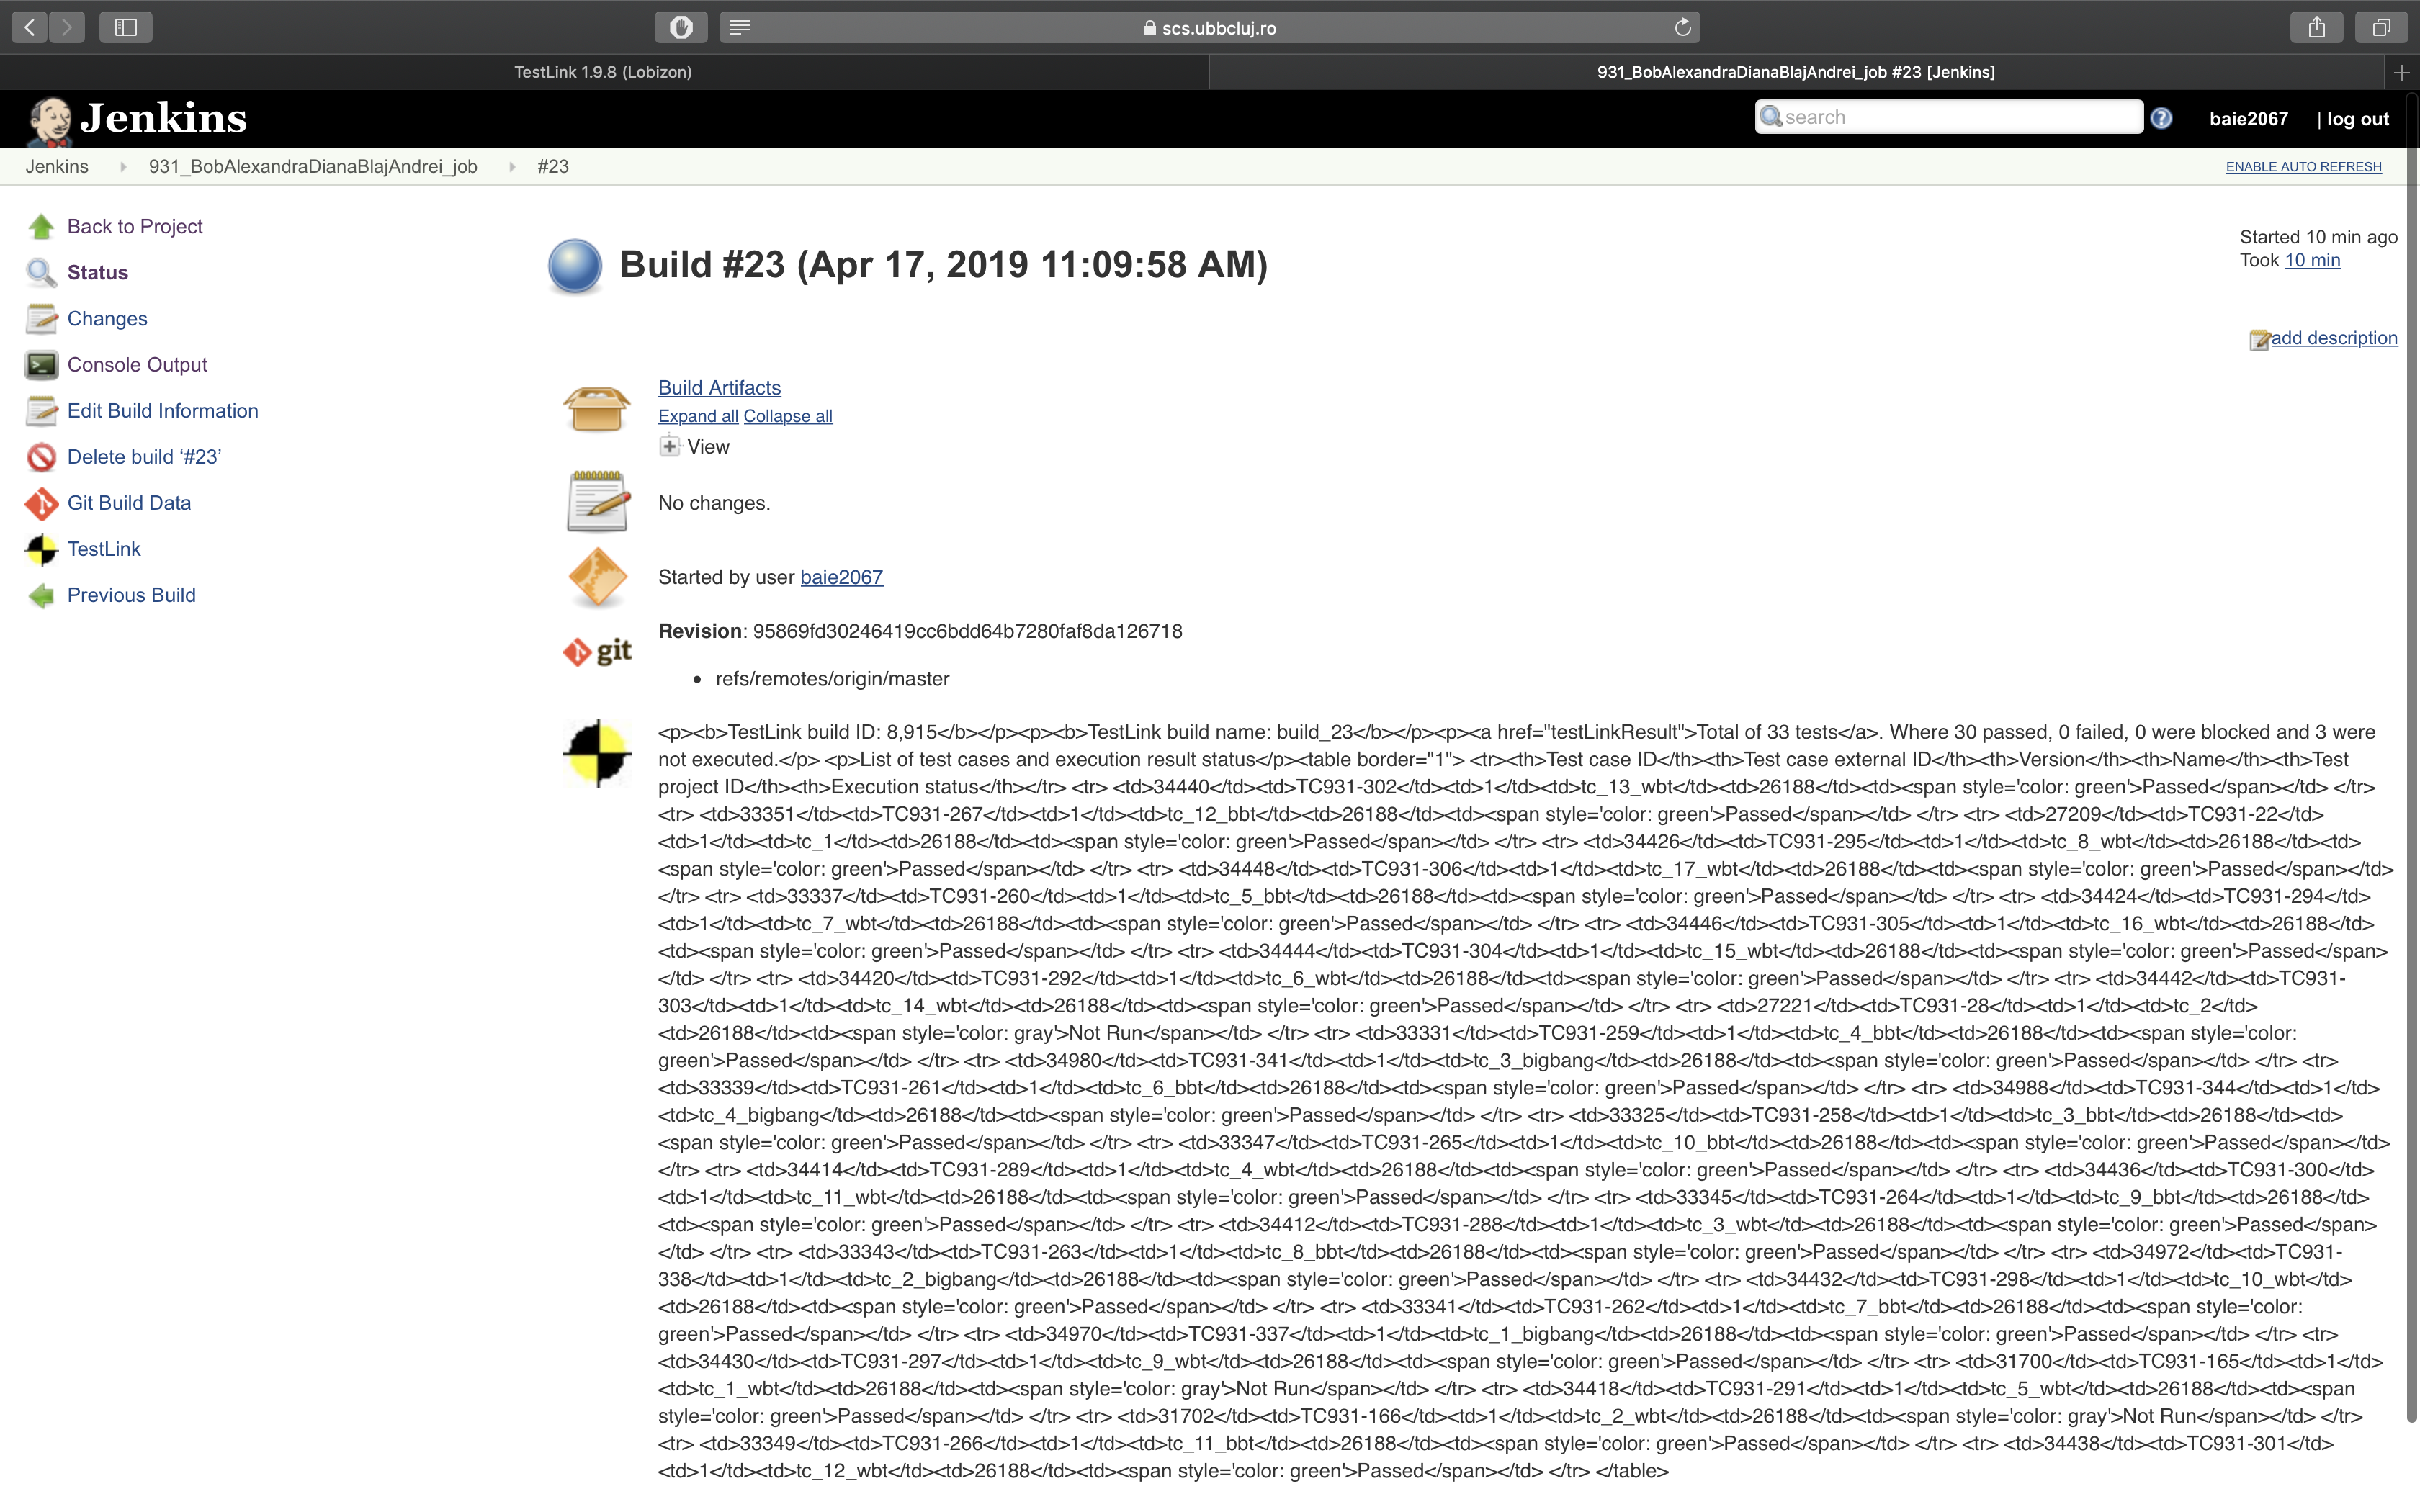 scs.ubbcluj.ro
TestLink 1.9.8 (Lobizon)
931_BobAlexandraDianaBlajAndrei_job #23 [Jenkins]
Jenkins
search
baie2067
| log out
Jenkins
931_BobAlexandraDianaBlajAndrei_job
#23
ENABLE AUTO REFRESH
Back to Project
Status
Changes
Console Output
Edit Build Information
Delete build ‘#23’
Git Build Data
TestLink
Previous Build
Build #23 (Apr 17, 2019 11:09:58 AM)
Started 10 min ago
Took 10 min
add description
Build Artifacts
Expand all Collapse all
View
No changes.
Started by user baie2067
git
Revision: 95869fd30246419cc6bdd64b7280faf8da126718
• refs/remotes/origin/master
<p><b>TestLink build ID: 8,915</b></p><p><b>TestLink build name: build_23</b></p><p><a href="testLinkResult">Total of 33 tests</a>. Where 30 passed, 0 failed, 0 were blocked and 3 were
not executed.</p> <p>List of test cases and execution result status</p><table border="1"> <tr><th>Test case ID</th><th>Test case external ID</th><th>Version</th><th>Name</th><th>Test
project ID</th><th>Execution status</th></tr> <tr> <td>34440</td><td>TC931-302</td><td>1</td><td>tc_13_wbt</td><td>26188</td><td><span style='color: green'>Passed</span></td> </tr>
<tr> <td>33351</td><td>TC931-267</td><td>1</td><td>tc_12_bbt</td><td>26188</td><td><span style='color: green'>Passed</span></td> </tr> <tr> <td>27209</td><td>TC931-22</td>
<td>1</td><td>tc_1</td><td>26188</td><td><span style='color: green'>Passed</span></td> </tr> <tr> <td>34426</td><td>TC931-295</td><td>1</td><td>tc_8_wbt</td><td>26188</td><td>
<span style='color: green'>Passed</span></td> </tr> <tr> <td>34448</td><td>TC931-306</td><td>1</td><td>tc_17_wbt</td><td>26188</td><td><span style='color: green'>Passed</span></td>
</tr> <tr> <td>33337</td><td>TC931-260</td><td>1</td><td>tc_5_bbt</td><td>26188</td><td><span style='color: green'>Passed</span></td> </tr> <tr> <td>34424</td><td>TC931-294</td>
<td>1</td><td>tc_7_wbt</td><td>26188</td><td><span style='color: green'>Passed</span></td> </tr> <tr> <td>34446</td><td>TC931-305</td><td>1</td><td>tc_16_wbt</td><td>26188</td>
<td><span style='color: green'>Passed</span></td> </tr> <tr> <td>34444</td><td>TC931-304</td><td>1</td><td>tc_15_wbt</td><td>26188</td><td><span style='color: green'>Passed</span>
</td> </tr> <tr> <td>34420</td><td>TC931-292</td><td>1</td><td>tc_6_wbt</td><td>26188</td><td><span style='color: green'>Passed</span></td> </tr> <tr> <td>34442</td><td>TC931-
303</td><td>1</td><td>tc_14_wbt</td><td>26188</td><td><span style='color: green'>Passed</span></td> </tr> <tr> <td>27221</td><td>TC931-28</td><td>1</td><td>tc_2</td>
<td>26188</td><td><span style='color: gray'>Not Run</span></td> </tr> <tr> <td>33331</td><td>TC931-259</td><td>1</td><td>tc_4_bbt</td><td>26188</td><td><span style='color:
green'>Passed</span></td> </tr> <tr> <td>34980</td><td>TC931-341</td><td>1</td><td>tc_3_bigbang</td><td>26188</td><td><span style='color: green'>Passed</span></td> </tr> <tr>
<td>33339</td><td>TC931-261</td><td>1</td><td>tc_6_bbt</td><td>26188</td><td><span style='color: green'>Passed</span></td> </tr> <tr> <td>34988</td><td>TC931-344</td><td>1</td>
<td>tc_4_bigbang</td><td>26188</td><td><span style='color: green'>Passed</span></td> </tr> <tr> <td>33325</td><td>TC931-258</td><td>1</td><td>tc_3_bbt</td><td>26188</td><td>
<span style='color: green'>Passed</span></td> </tr> <tr> <td>33347</td><td>TC931-265</td><td>1</td><td>tc_10_bbt</td><td>26188</td><td><span style='color: green'>Passed</span></td>
</tr> <tr> <td>34414</td><td>TC931-289</td><td>1</td><td>tc_4_wbt</td><td>26188</td><td><span style='color: green'>Passed</span></td> </tr> <tr> <td>34436</td><td>TC931-300</td>
<td>1</td><td>tc_11_wbt</td><td>26188</td><td><span style='color: green'>Passed</span></td> </tr> <tr> <td>33345</td><td>TC931-264</td><td>1</td><td>tc_9_bbt</td><td>26188</td>
<td><span style='color: green'>Passed</span></td> </tr> <tr> <td>34412</td><td>TC931-288</td><td>1</td><td>tc_3_wbt</td><td>26188</td><td><span style='color: green'>Passed</span>
</td> </tr> <tr> <td>33343</td><td>TC931-263</td><td>1</td><td>tc_8_bbt</td><td>26188</td><td><span style='color: green'>Passed</span></td> </tr> <tr> <td>34972</td><td>TC931-
338</td><td>1</td><td>tc_2_bigbang</td><td>26188</td><td><span style='color: green'>Passed</span></td> </tr> <tr> <td>34432</td><td>TC931-298</td><td>1</td><td>tc_10_wbt</td>
<td>26188</td><td><span style='color: green'>Passed</span></td> </tr> <tr> <td>33341</td><td>TC931-262</td><td>1</td><td>tc_7_bbt</td><td>26188</td><td><span style='color:
green'>Passed</span></td> </tr> <tr> <td>34970</td><td>TC931-337</td><td>1</td><td>tc_1_bigbang</td><td>26188</td><td><span style='color: green'>Passed</span></td> </tr> <tr>
<td>34430</td><td>TC931-297</td><td>1</td><td>tc_9_wbt</td><td>26188</td><td><span style='color: green'>Passed</span></td> </tr> <tr> <td>31700</td><td>TC931-165</td><td>1</td>
<td>tc_1_wbt</td><td>26188</td><td><span style='color: gray'>Not Run</span></td> </tr> <tr> <td>34418</td><td>TC931-291</td><td>1</td><td>tc_5_wbt</td><td>26188</td><td><span
style='color: green'>Passed</span></td> </tr> <tr> <td>31702</td><td>TC931-166</td><td>1</td><td>tc_2_wbt</td><td>26188</td><td><span style='color: gray'>Not Run</span></td> </tr>
<tr> <td>33349</td><td>TC931-266</td><td>1</td><td>tc_11_bbt</td><td>26188</td><td><span style='color: green'>Passed</span></td> </tr> <tr> <td>34438</td><td>TC931-301</td>
<td>1</td><td>tc_12_wbt</td><td>26188</td><td><span style='color: green'>Passed</span></td> </tr> </table>